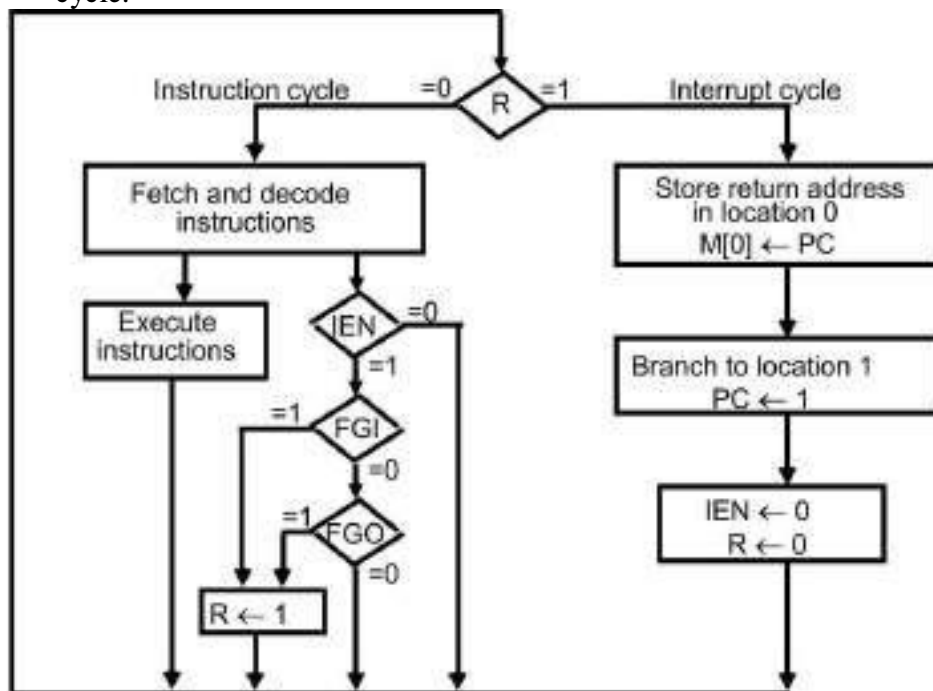 cycle.
Instruction cycle
=0
R
=1
Interrupt cycle
Fetch and decode
instructions
Store return address
in location 0
M[0] ← PC
Execute
instructions
IEN
=0
=1
Branch to location 1
PC ← 1
=1
FGI
=0
=1
FGO
=0
IEN ← 0
R ← 0
R ← 1